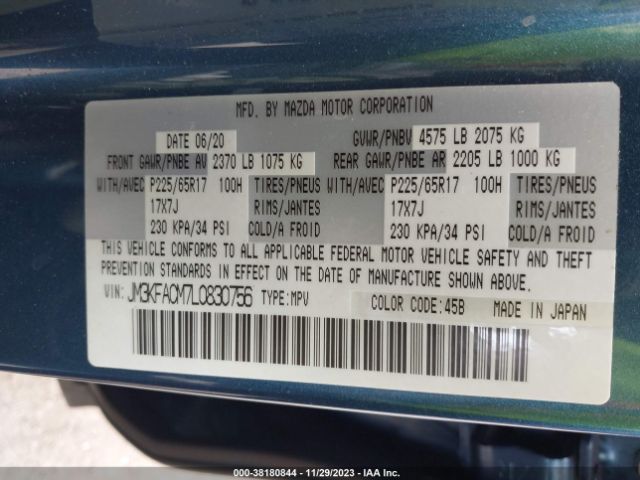 MFD. BY MAZDA MOTOR CORPORATION
DATE 06/20 GVWR/PNBV 4575 LB 2075 KG
FRONT GAWR/PNBE AV 2370 LB 1075 KG REAR GAWR/PNBE AR 2205 LB 1000 KG
WITH/AVEC P225/65R17 100H TIRES/PNEUS WITH/AVEC P225/65R17 100H TIRES/PNEUS
17X7J RIMS/JANTES 17X7J RIMS/JANTES
230 KPA/34 PSI COLD/A FROID 230 KPA/34 PSI COLD/A FROID
THIS VEHICLE CONFORMS TO ALL APPLICABLE FEDERAL MOTOR VEHICLE SAFETY AND THEFT
PREVENTION STANDARDS IN EFFECT ON THE DATE OF MANUFACTURE SHOWN ABOVE.
VIN: JM3KFACM7L0830756 TYPE:MPV COLOR CODE:45B MADE IN JAPAN
000-38180844 — 11/29/2023 — IAA Inc.